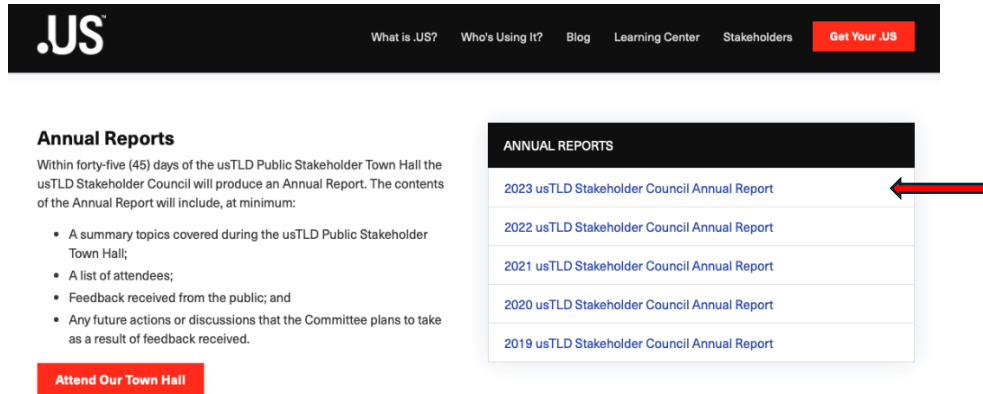 .US™
What is .US? Who's Using It? Blog Learning Center Stakeholders Get Your .US
Annual Reports
Within forty-five (45) days of the usTLD Public Stakeholder Town Hall the
usTLD Stakeholder Council will produce an Annual Report. The contents
of the Annual Report will include, at minimum:
• A summary topics covered during the usTLD Public Stakeholder
Town Hall;
• A list of attendees;
• Feedback received from the public; and
• Any future actions or discussions that the Committee plans to take
as a result of feedback received.
Attend Our Town Hall
ANNUAL REPORTS
2023 usTLD Stakeholder Council Annual Report
2022 usTLD Stakeholder Council Annual Report
2021 usTLD Stakeholder Council Annual Report
2020 usTLD Stakeholder Council Annual Report
2019 usTLD Stakeholder Council Annual Report